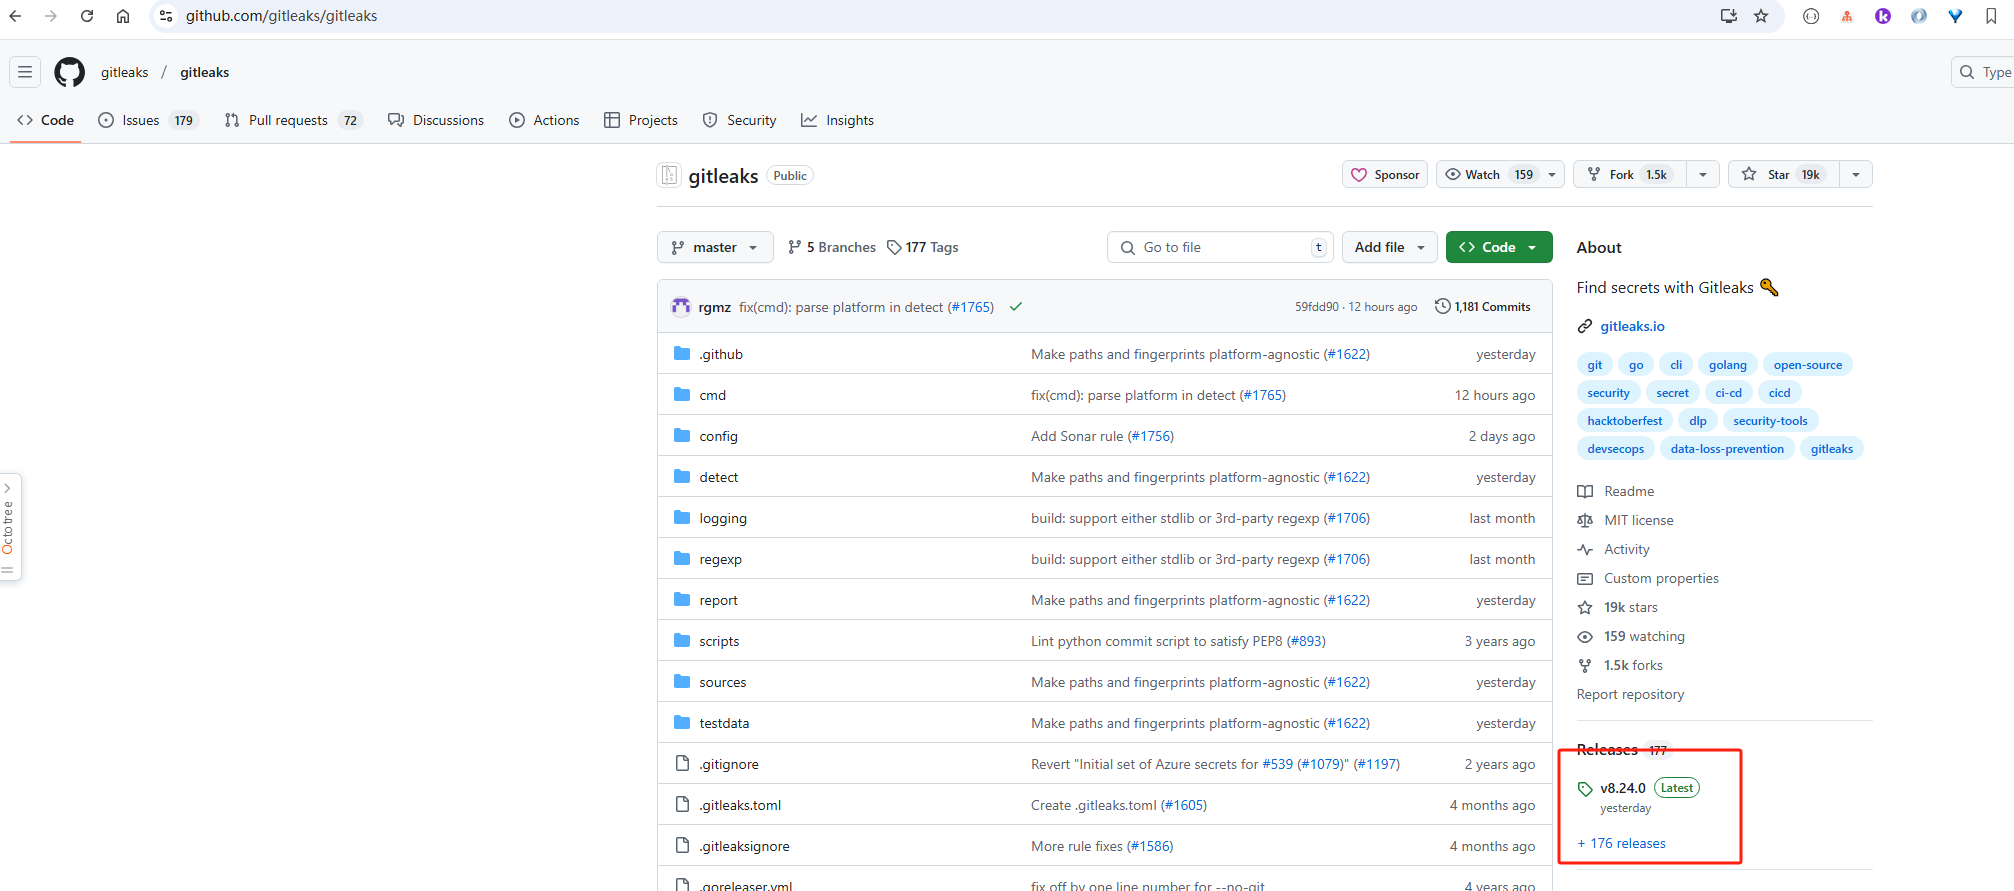 github.com/gitleaks/gitleaks
gitleaks / gitleaks
Type
Code
Issues 179
Pull requests 72
Discussions
Actions
Projects
Security
Insights
gitleaks Public
Sponsor
Watch 159
Fork 1.5k
Star 19k
master
5 Branches
177 Tags
Go to file t
Add file
Code
rgmz fix(cmd): parse platform in detect (#1765)
59fdd90 · 12 hours ago
1,181 Commits
.github Make paths and fingerprints platform-agnostic (#1622) yesterday
cmd fix(cmd): parse platform in detect (#1765) 12 hours ago
config Add Sonar rule (#1756) 2 days ago
detect Make paths and fingerprints platform-agnostic (#1622) yesterday
logging build: support either stdlib or 3rd-party regexp (#1706) last month
regexp build: support either stdlib or 3rd-party regexp (#1706) last month
report Make paths and fingerprints platform-agnostic (#1622) yesterday
scripts Lint python commit script to satisfy PEP8 (#893) 3 years ago
sources Make paths and fingerprints platform-agnostic (#1622) yesterday
testdata Make paths and fingerprints platform-agnostic (#1622) yesterday
.gitignore Revert "Initial set of Azure secrets for #539 (#1079)" (#1197) 2 years ago
.gitleaks.toml Create .gitleaks.toml (#1605) 4 months ago
.gitleaksignore More rule fixes (#1586) 4 months ago
.goreleaser.yml fix off by one line number for --no-git 4 years ago
About
Find secrets with Gitleaks
gitleaks.io
git go cli golang open-source
security secret ci-cd cicd
hacktoberfest dlp security-tools
devsecops data-loss-prevention gitleaks
Readme
MIT license
Activity
Custom properties
19k stars
159 watching
1.5k forks
Report repository
Releases 177
v8.24.0 Latest
yesterday
+ 176 releases
Octotree